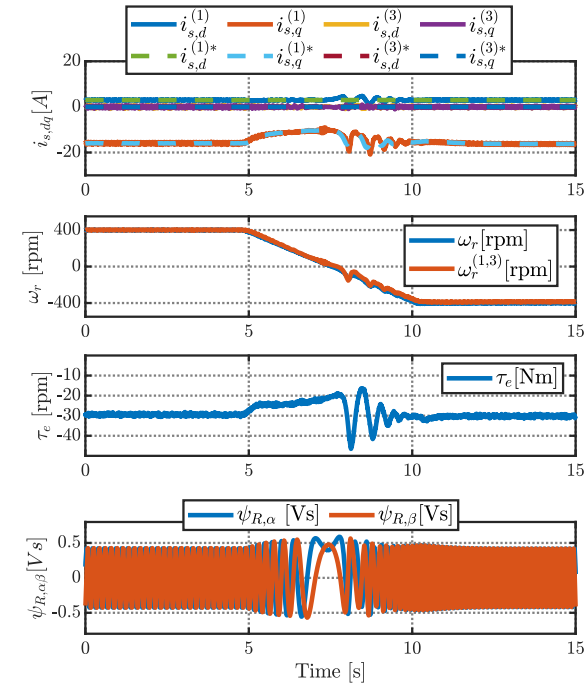 i_{s,d}^{(1)} i_{s,q}^{(1)} i_{s,d}^{(3)} i_{s,q}^{(3)}
i_{s,d}^{(1)*} i_{s,q}^{(1)*} i_{s,d}^{(3)*} i_{s,q}^{(3)*}
i_{s,dq}[A]
20
0
-20
0 5 10 15
ω_r [rpm]
400
0
-400
ω_r[rpm]
ω_r^{(1,3)}[rpm]
0 5 10 15
τ_e [rpm]
-10
-20
-30
-40
τ_e[Nm]
0 5 10 15
ψ_{R,αβ}[Vs]
0.5
0
-0.5
ψ_{R,α} [Vs] ψ_{R,β}[Vs]
0 5 10 15
Time [s]